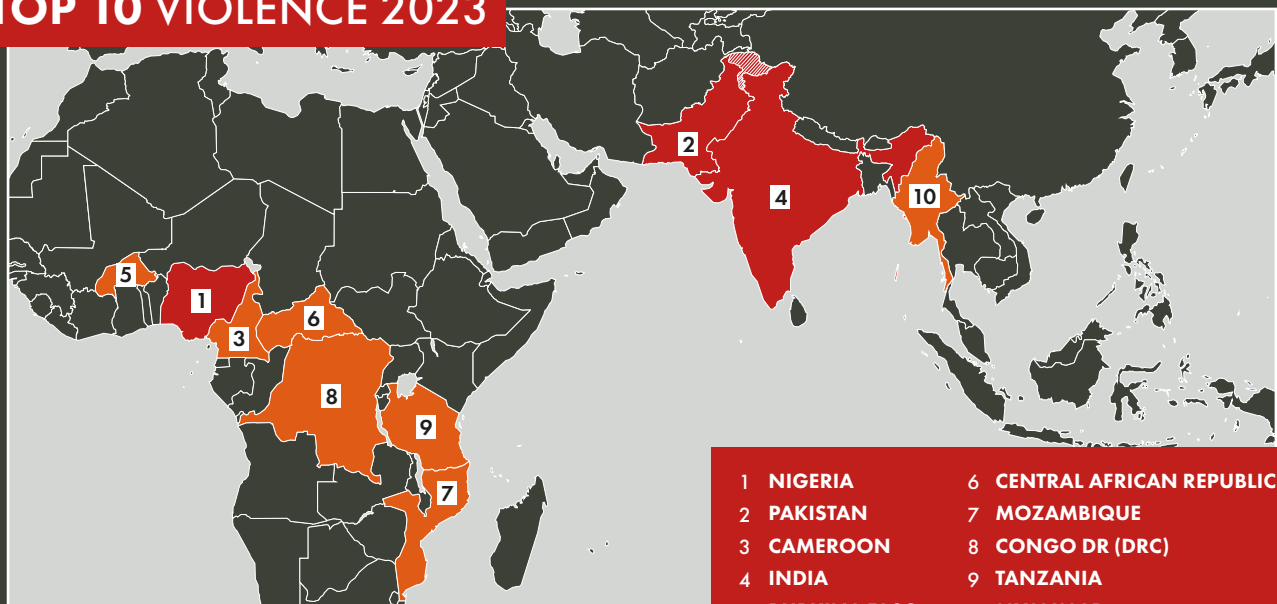 TOP 10 VIOLENCE 2023
2
4
10
5
1
6
3
8
9
7
1 NIGERIA
2 PAKISTAN
3 CAMEROON
4 INDIA
6 CENTRAL AFRICAN REPUBLIC
7 MOZAMBIQUE
8 CONGO DR (DRC)
9 TANZANIA